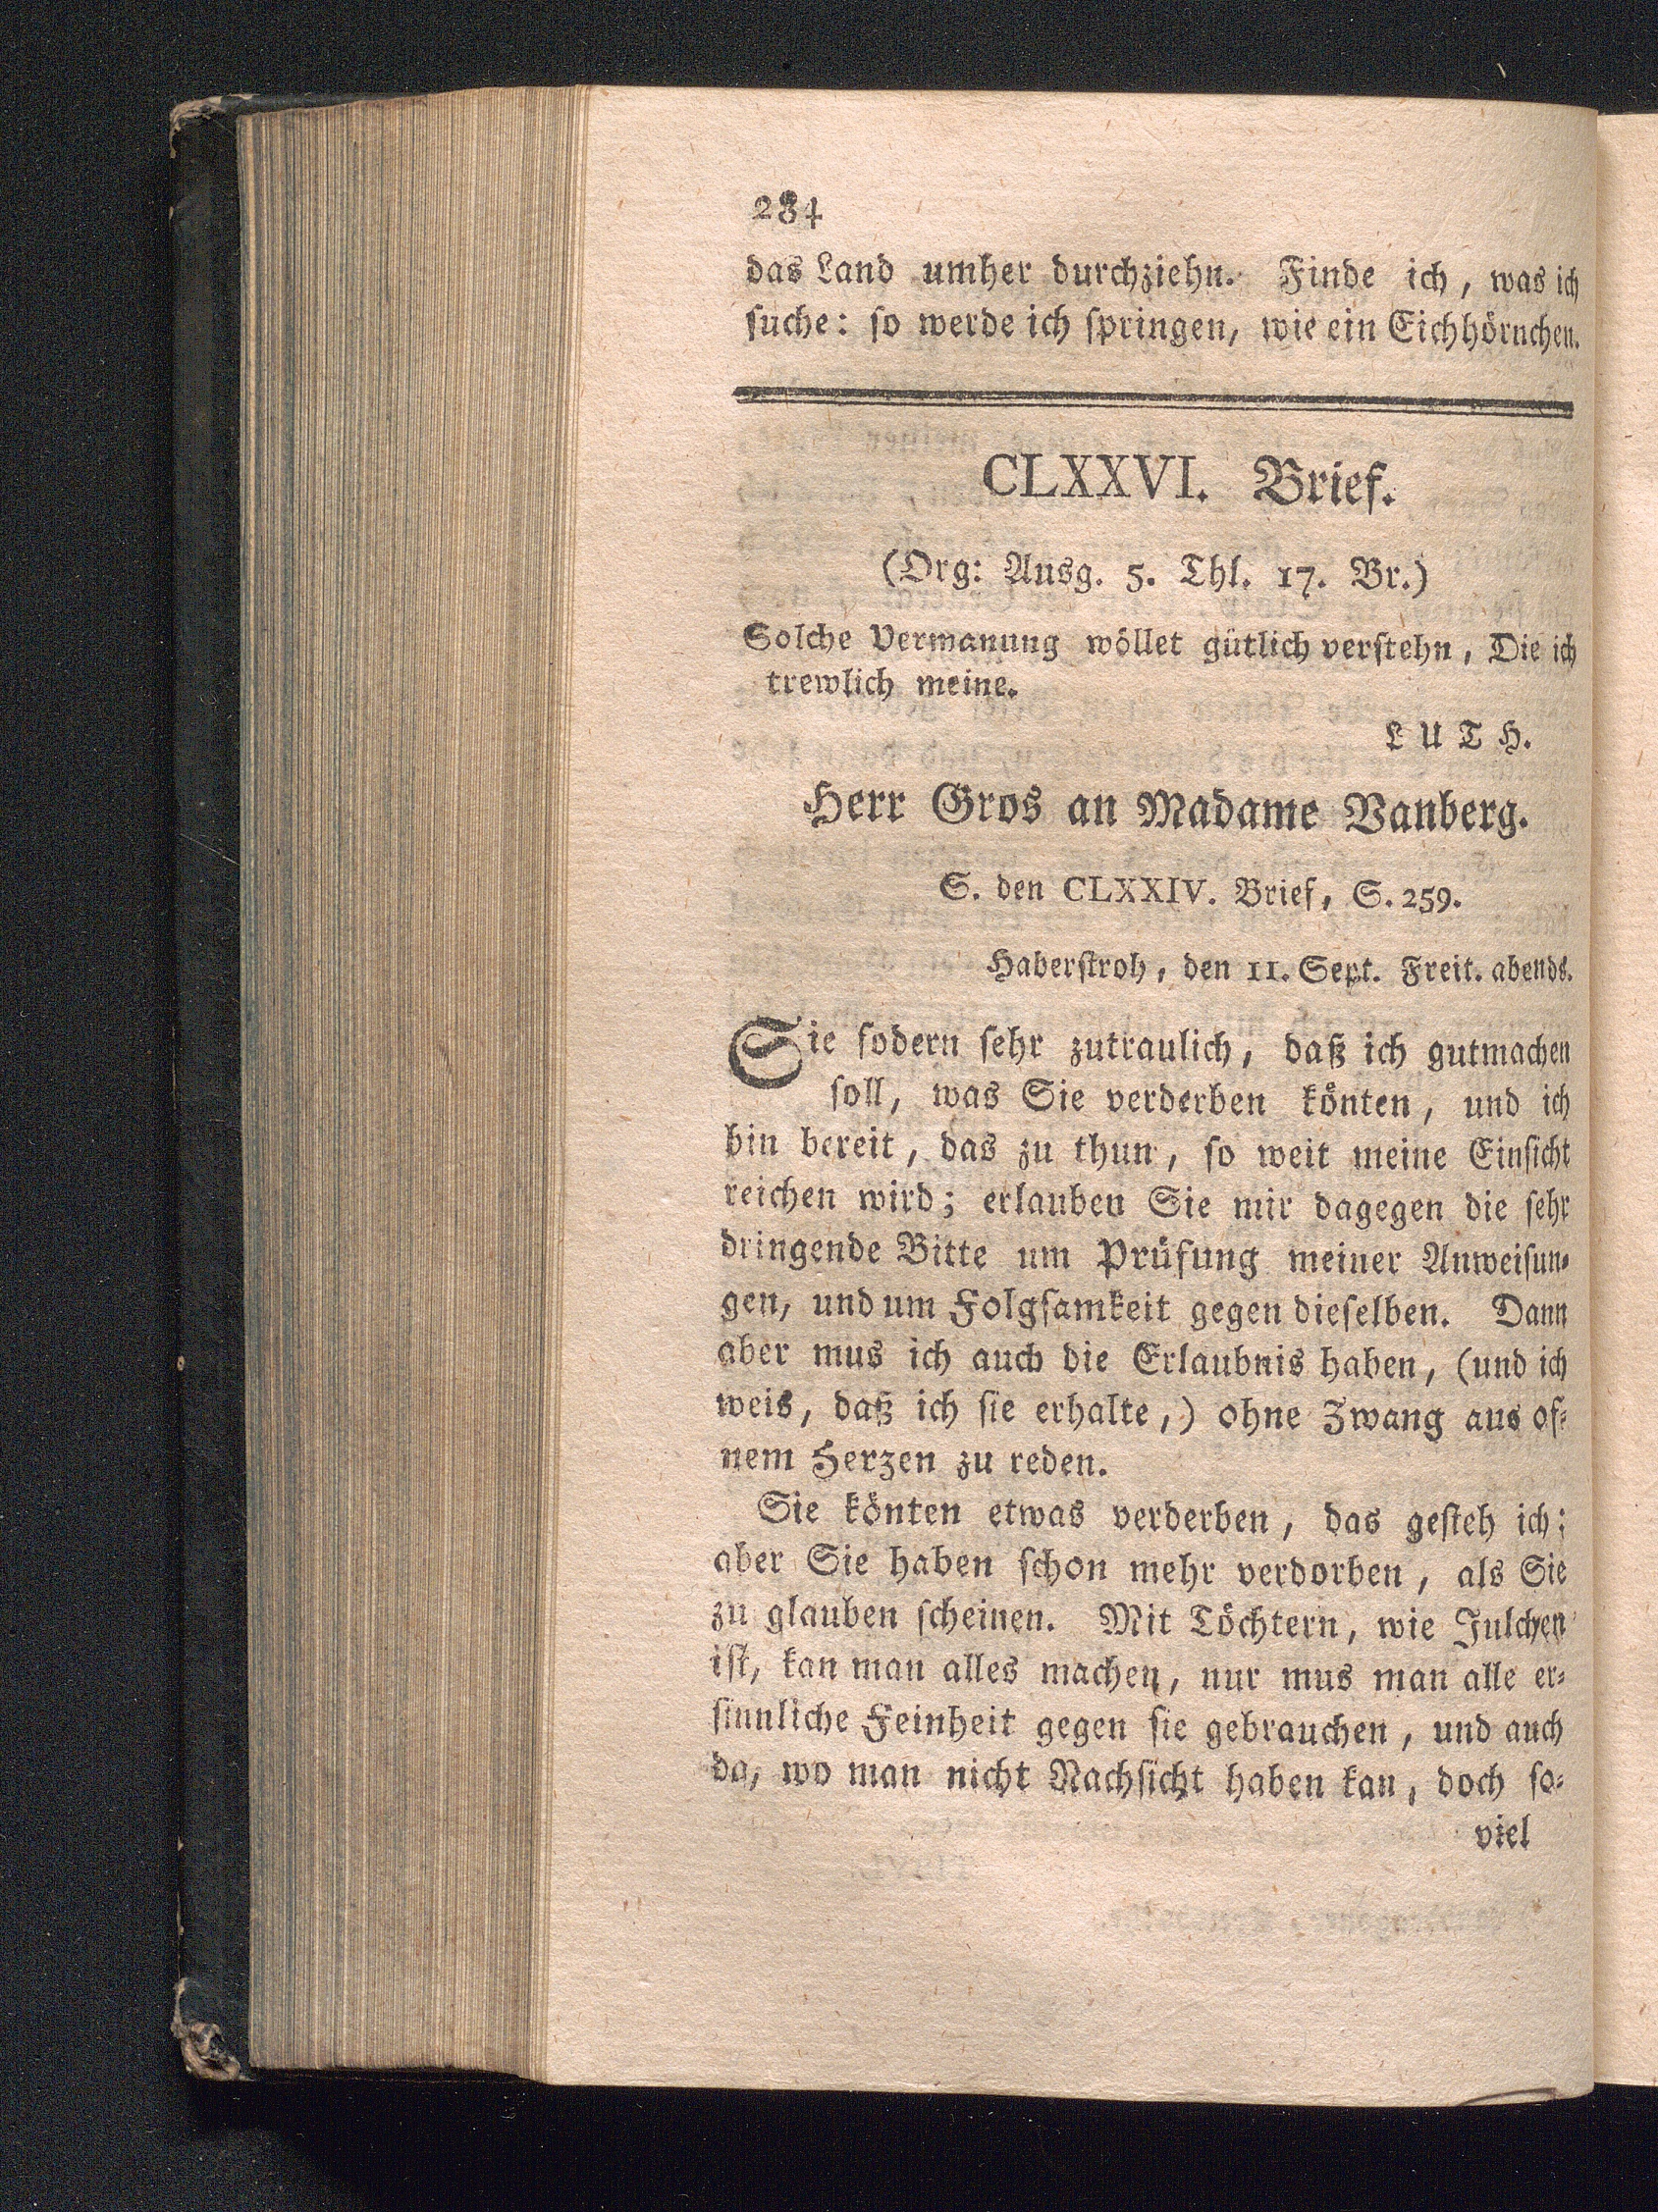 284
das Land umher durchziehn. Finde ich, was ich
suche: so werde ich springen, wie ein Eichhörnchen.
CLXXVI. Brief.
(Org: Ausg. 5. Thl. 17. Br.)
Solche Vermanung wöllet gütlich verstehn, Die ich
trewlich meine.
LUTH.
Herr Gros an Madame Vanberg.
S. den CLXXIV. Brief, S. 259.
Haberstroh, den 11. Sept. Freit. abends.
Sie fodern sehr zutraulich, daß ich gutmachen
soll, was Sie verderben könten, und ich
bin bereit, das zu thun, so weit meine Einsicht
reichen wird; erlauben Sie mir dagegen die sehr
dringende Bitte um Prüfung meiner Anweisun-
gen, und um Folgsamkeit gegen dieselben. Dann
aber mus ich auch die Erlaubnis haben, (und ich
weis, daß ich sie erhalte,) ohne Zwang aus of-
nem Herzen zu reden.
Sie könten etwas verderben, das gesteh ich;
aber Sie haben schon mehr verdorben, als Sie
zu glauben scheinen. Mit Töchtern, wie Julchen
ist, kan man alles machen, nur mus man alle er-
sinnliche Feinheit gegen sie gebrauchen, und auch
da, wo man nicht Nachsicht haben kan, doch so-
viel